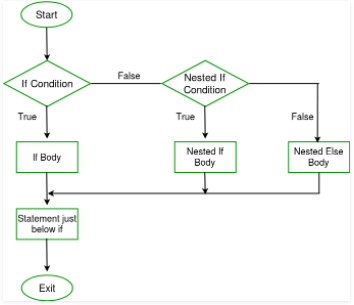 Start
If Condition
False
Nested If
Condition
True
True
False
If Body
Nested If
Body
Nested Else
Body
Statement just
below if
Exit